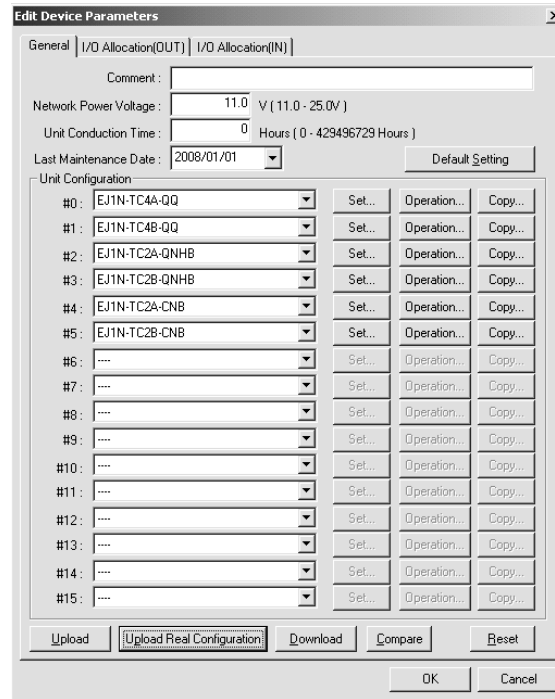 Edit Device Parameters
General I/O Allocation(OUT) I/O Allocation(IN)
Comment :
Network Power Voltage : 11.0 V ( 11.0 - 25.0V )
Unit Conduction Time : 0 Hours ( 0 - 429496729 Hours )
Last Maintenance Date : 2008/01/01 Default Setting
Unit Configuration
#0 : EJ1N-TC4A-QQ Set... Operation... Copy...
#1 : EJ1N-TC4B-QQ Set... Operation... Copy...
#2 : EJ1N-TC2A-QNHB Set... Operation... Copy...
#3 : EJ1N-TC2B-QNHB Set... Operation... Copy...
#4 : EJ1N-TC2A-CNB Set... Operation... Copy...
#5 : EJ1N-TC2B-CNB Set... Operation... Copy...
#6 : ---- Set... Operation... Copy...
#7 : ---- Set... Operation... Copy...
#8 : ---- Set... Operation... Copy...
#9 : ---- Set... Operation... Copy...
#10 : ---- Set... Operation... Copy...
#11 : ---- Set... Operation... Copy...
#12 : ---- Set... Operation... Copy...
#13 : ---- Set... Operation... Copy...
#14 : ---- Set... Operation... Copy...
#15 : ---- Set... Operation... Copy...
Upload Upload Real Configuration Download Compare Reset
OK Cancel